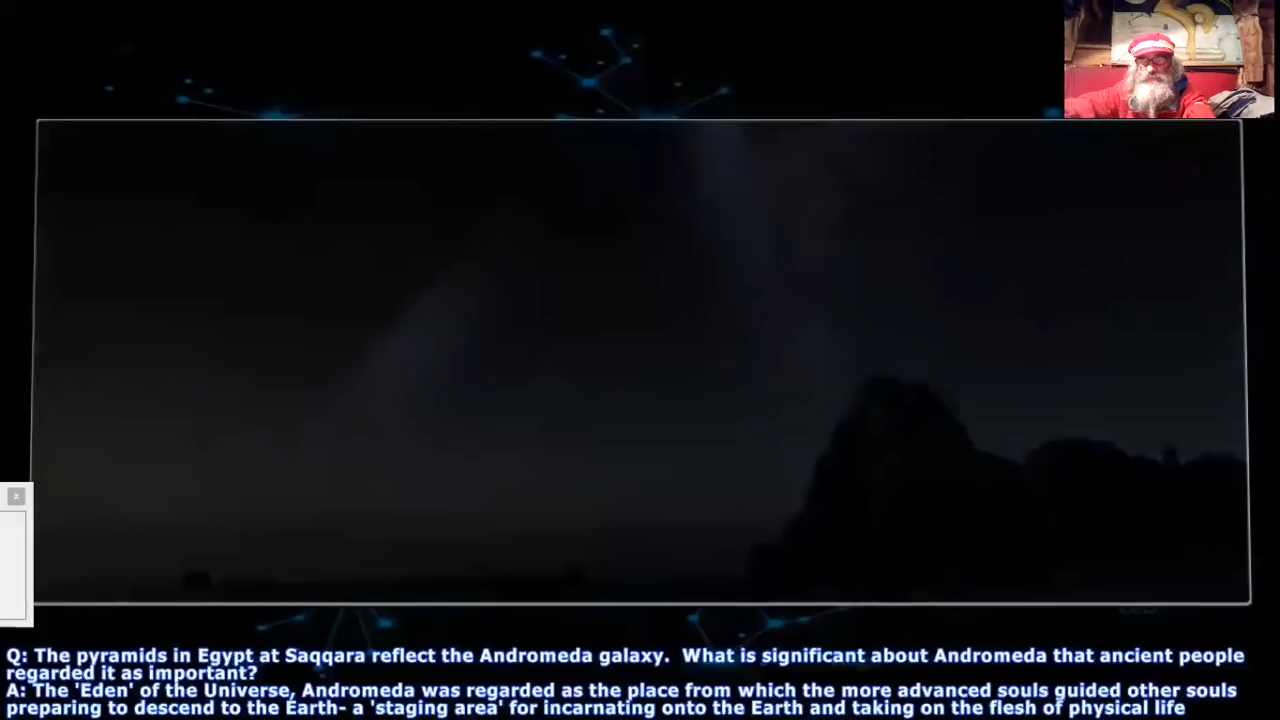 Q: The pyramids in Egypt at Saqqara reflect the Andromeda galaxy.  What is significant about Andromeda that ancient people
regarded it as important?
A: The 'Eden' of the Universe, Andromeda was regarded as the place from which the more advanced souls guided other souls
preparing to descend to the Earth- a 'staging area' for incarnating onto the Earth and taking on the flesh of physical life